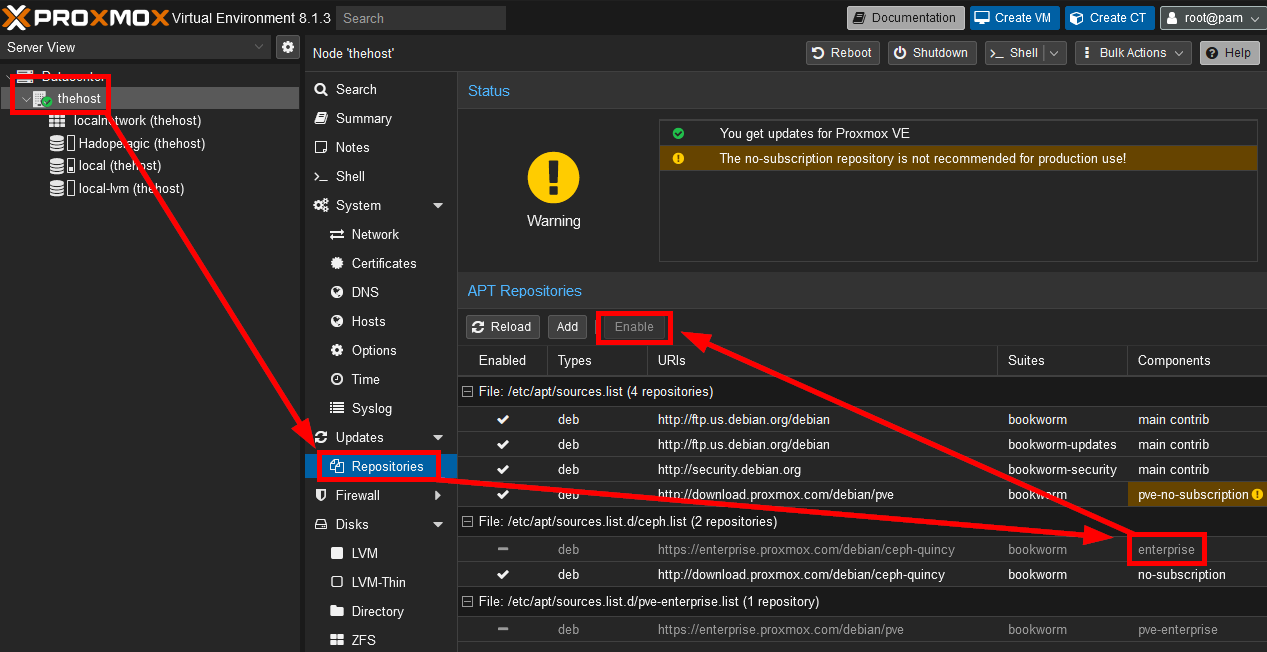 PROXMOX Virtual Environment 8.1.3 Search Documentation Create VM Create CT root@pam
Server View
Node 'thehost' Reboot Shutdown Shell Bulk Actions Help
Datacenter
thehost
localnetwork (thehost)
Hadopelagic (thehost)
local (thehost)
local-lvm (thehost)
Search
Summary
Notes
Shell
System
Network
Certificates
DNS
Hosts
Options
Time
Syslog
Updates
Repositories
Firewall
Disks
LVM
LVM-Thin
Directory
ZFS
Status
Warning
You get updates for Proxmox VE
The no-subscription repository is not recommended for production use!
APT Repositories
Reload Add Enable
Enabled Types URIs Suites Components
File: /etc/apt/sources.list (4 repositories)
deb http://ftp.us.debian.org/debian bookworm main contrib
deb http://ftp.us.debian.org/debian bookworm-updates main contrib
deb http://security.debian.org bookworm-security main contrib
deb http://download.proxmox.com/debian/pve bookworm pve-no-subscription
File: /etc/apt/sources.list.d/ceph.list (2 repositories)
deb https://enterprise.proxmox.com/debian/ceph-quincy bookworm enterprise
deb http://download.proxmox.com/debian/ceph-quincy bookworm no-subscription
File: /etc/apt/sources.list.d/pve-enterprise.list (1 repository)
deb https://enterprise.proxmox.com/debian/pve bookworm pve-enterprise